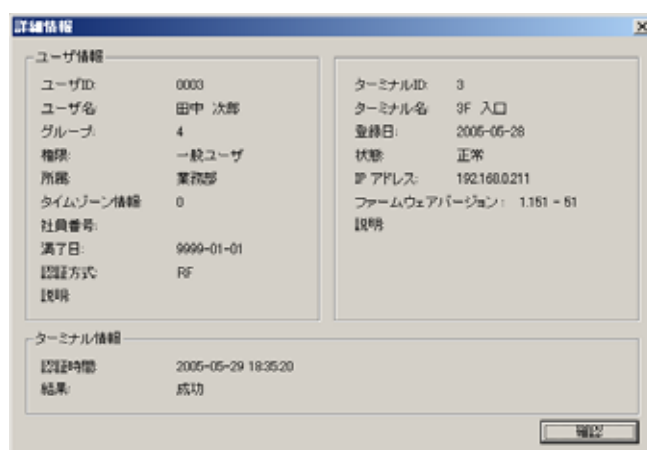 詳細情報
ユーザ情報
ユーザID: 0003
ユーザ名: 田中 次郎
グループ: 4
権限: 一般ユーザ
所属: 業務部
タイムゾーン情報 0
社員番号:
満了日: 9999-01-01
認証方式: RF
説明:
ターミナルID: 3
ターミナル名: 3F 入口
登録日: 2005-05-28
状態: 正常
IP アドレス: 192.168.0.211
ファームウェアバージョン: 1.151 - 51
説明:
ターミナル情報
認証時間: 2005-05-29 18:35:20
結果: 成功
確認